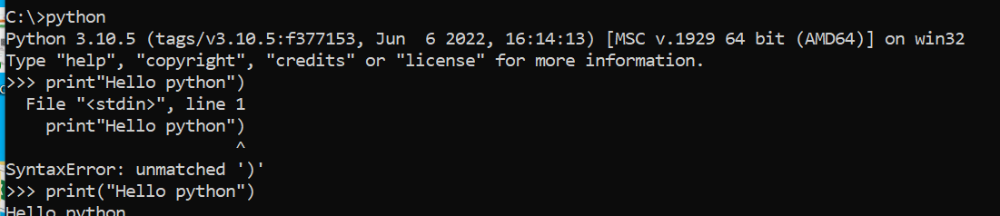 C:\>python
Python 3.10.5 (tags/v3.10.5:f377153, Jun  6 2022, 16:14:13) [MSC v.1929 64 bit (AMD64)] on win32
Type "help", "copyright", "credits" or "license" for more information.
>>> print"Hello python")
  File "<stdin>", line 1
    print"Hello python")
                       ^
SyntaxError: unmatched ')'
>>> print("Hello python")
Hello python